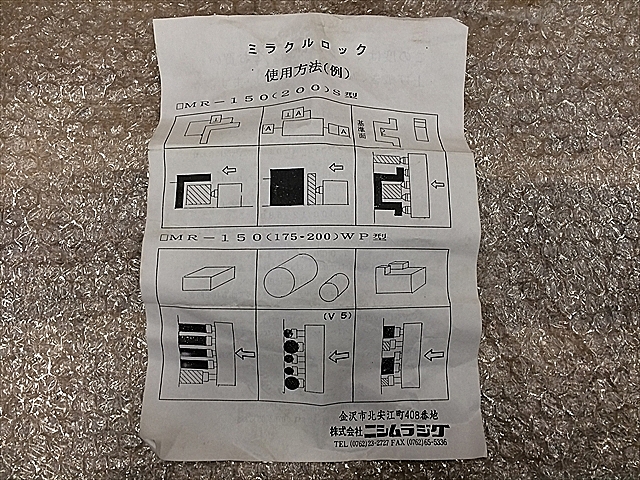 ミラクルロック
使用方法(例)
□MR-150(200)S型
⊥A
A
A
基準面
□MR-150(175-200)WP型
(V5)
金沢市北安江町408番地
株式会社ニシムラジグ
TEL(0762)23-2727 FAX(0762)65-5336